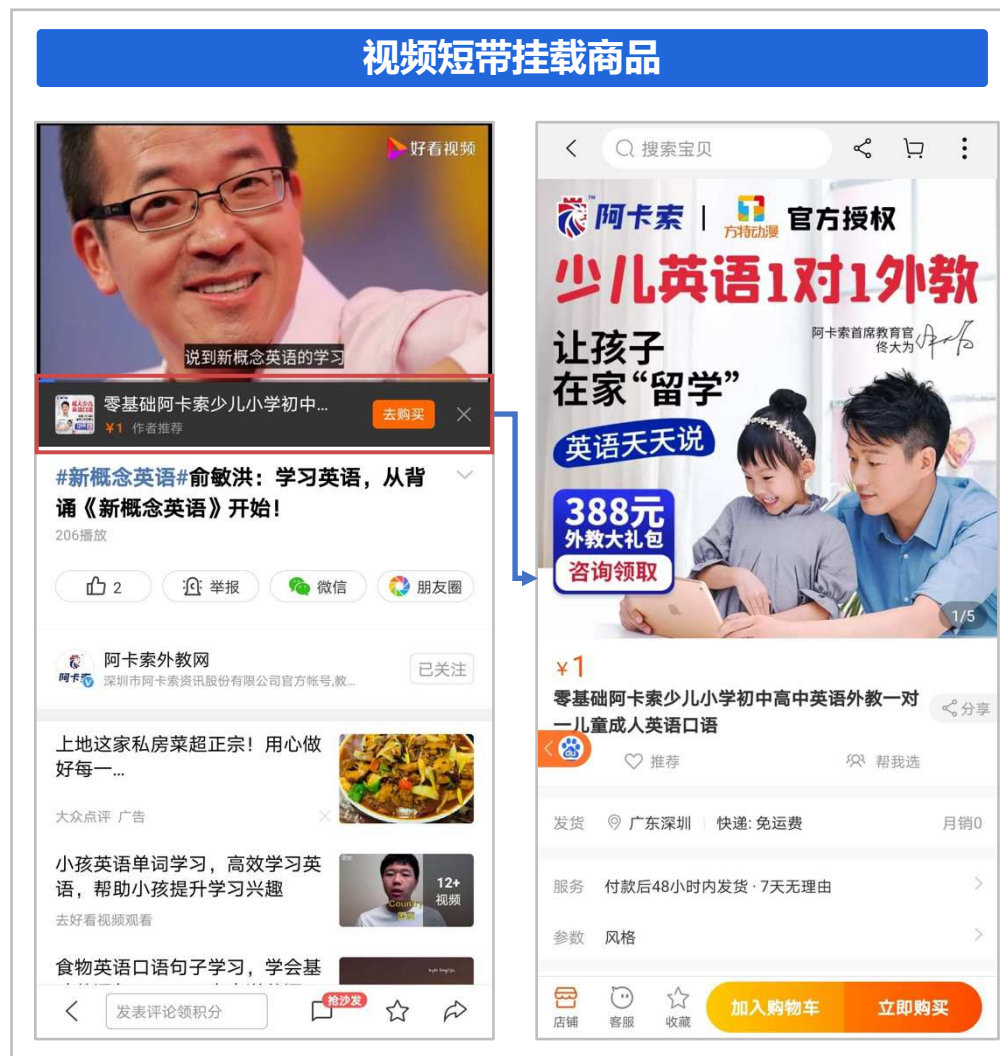 视频短带挂载商品
好看视频
说到新概念英语的学习
零基础阿卡索少儿小学初中...
¥1 作者推荐
去购买
#新概念英语#俞敏洪：学习英语，从背
诵《新概念英语》开始！
206播放
2
举报
微信
朋友圈
阿卡索
阿卡索外教网
深圳市阿卡索资讯股份有限公司官方帐号,教...
已关注
上地这家私房菜超正宗！用心做
好每一...
大众点评 广告
小孩英语单词学习，高效学习英
语，帮助小孩提升学习兴趣
去好看视频观看
12+
视频
食物英语口语句子学习，学会基
发表评论领积分
抢沙发
搜索宝贝
阿卡索
方特动漫
官方授权
少儿英语1对1外教
让孩子
在家“留学”
阿卡索首席教育官
佟大为
英语天天说
388元
外教大礼包
咨询领取
1/5
¥1
零基础阿卡索少儿小学初中高中英语外教一对
一儿童成人英语口语
分享
du
推荐
帮我选
发货 广东深圳 快递: 免运费 月销0
服务 付款后48小时内发货 · 7天无理由
参数 风格
店铺
客服
收藏
加入购物车
立即购买